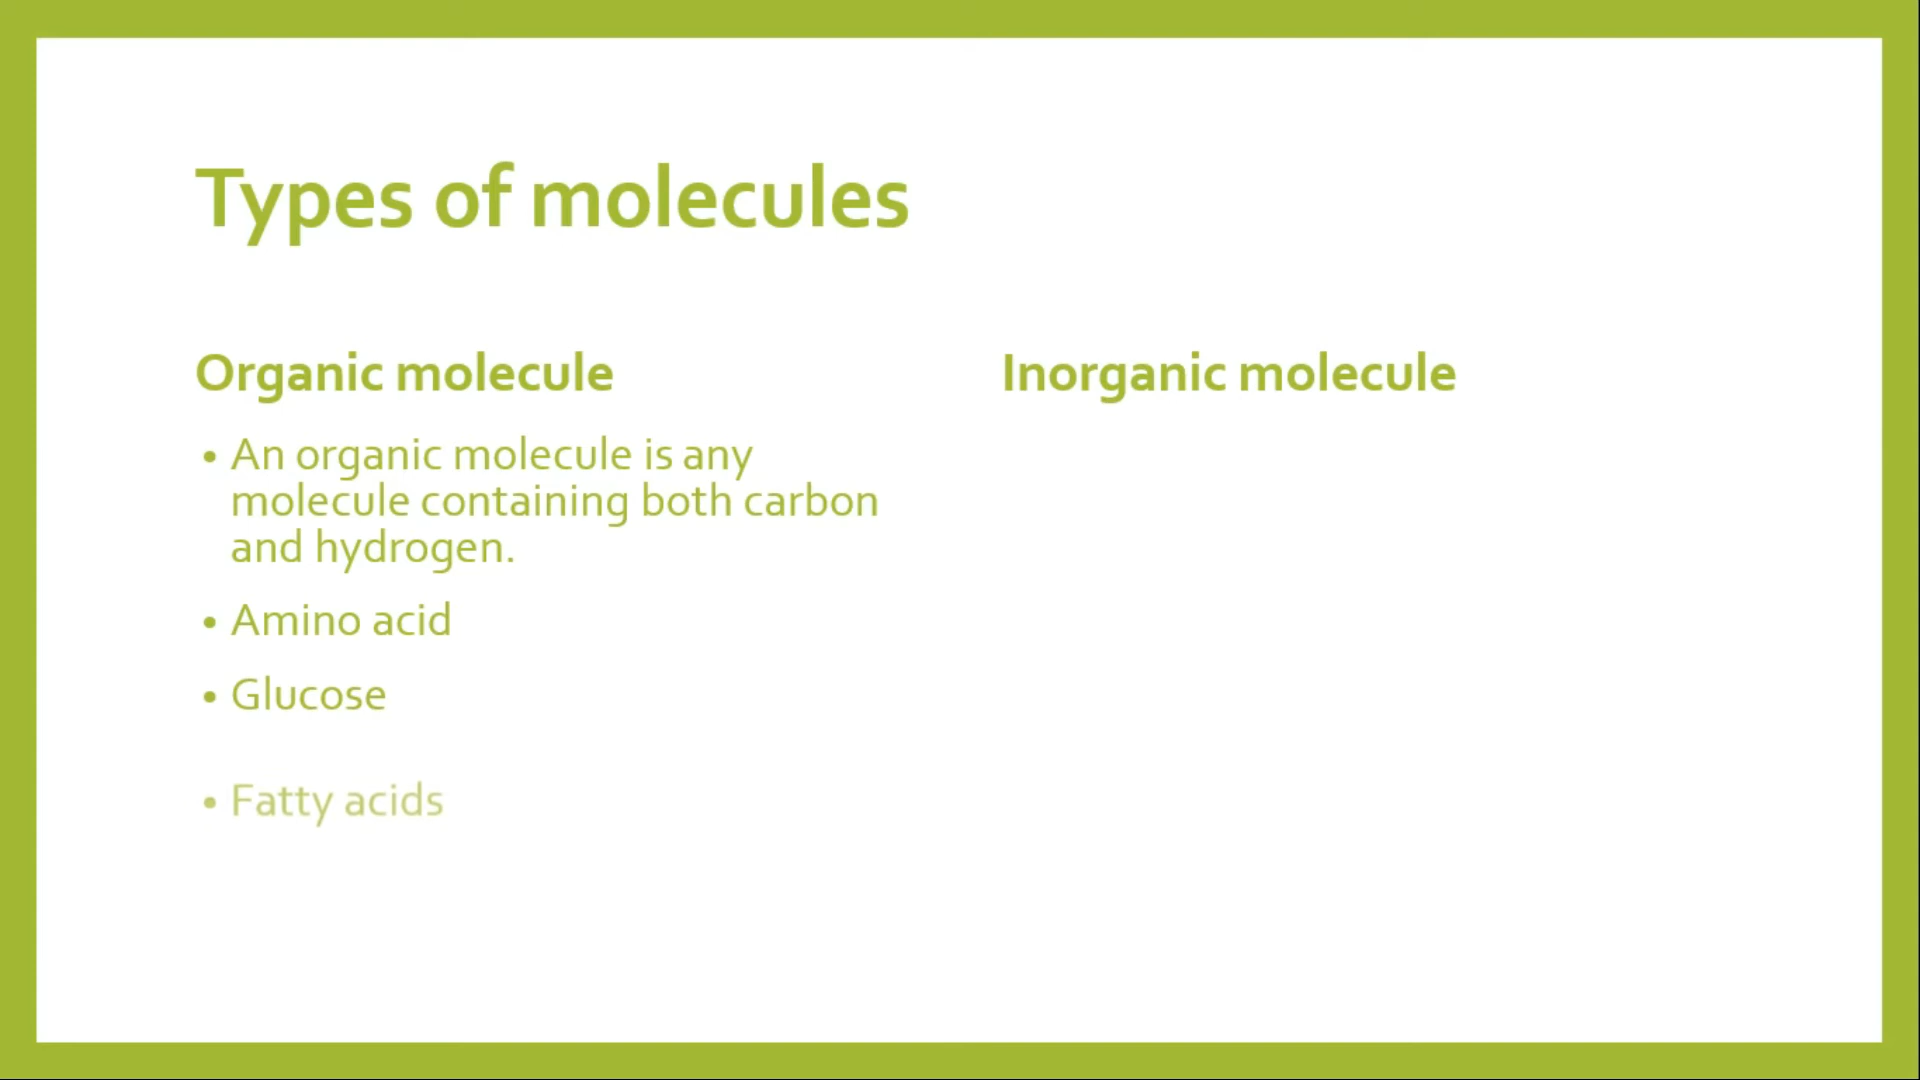 Types of molecules
Organic molecule
• An organic molecule is any
molecule containing both carbon
and hydrogen.
• Amino acid
• Glucose
• Fatty acids
Inorganic molecule